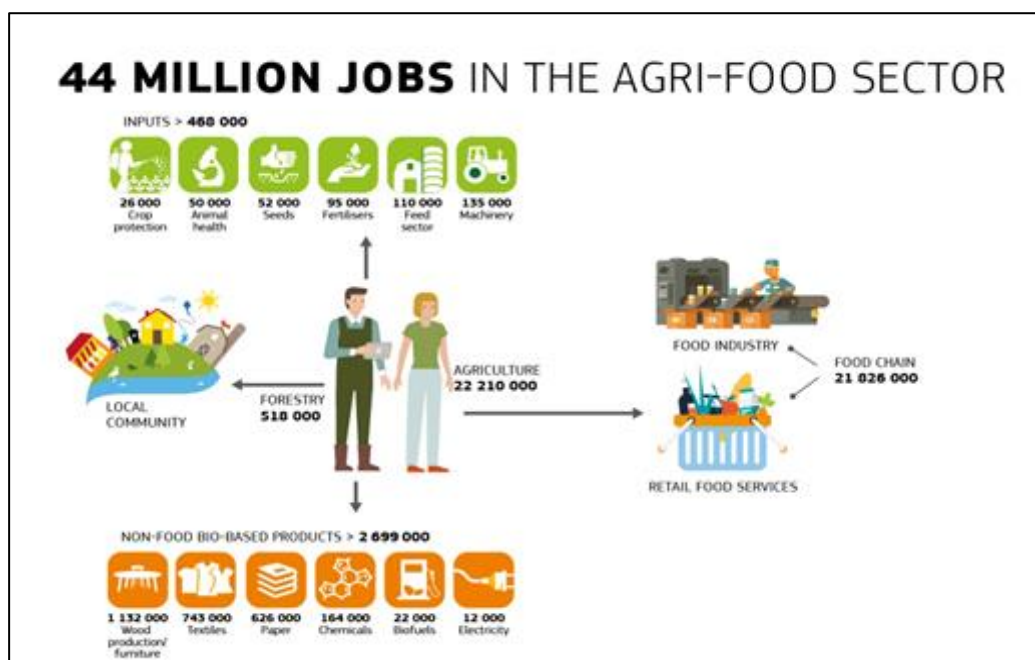 44 MILLION JOBS IN THE AGRI-FOOD SECTOR
INPUTS > 468 000
26 000
Crop
protection
50 000
Animal
health
52 000
Seeds
95 000
Fertilisers
110 000
Feed
sector
135 000
Machinery
LOCAL
COMMUNITY
FORESTRY
518 000
AGRICULTURE
22 210 000
FOOD INDUSTRY
FOOD CHAIN
21 826 000
RETAIL FOOD SERVICES
NON-FOOD BIO-BASED PRODUCTS > 2 699 000
1 132 000
Wood
production/
furniture
743 000
Textiles
626 000
Paper
164 000
Chemicals
22 000
Biofuels
12 000
Electricity